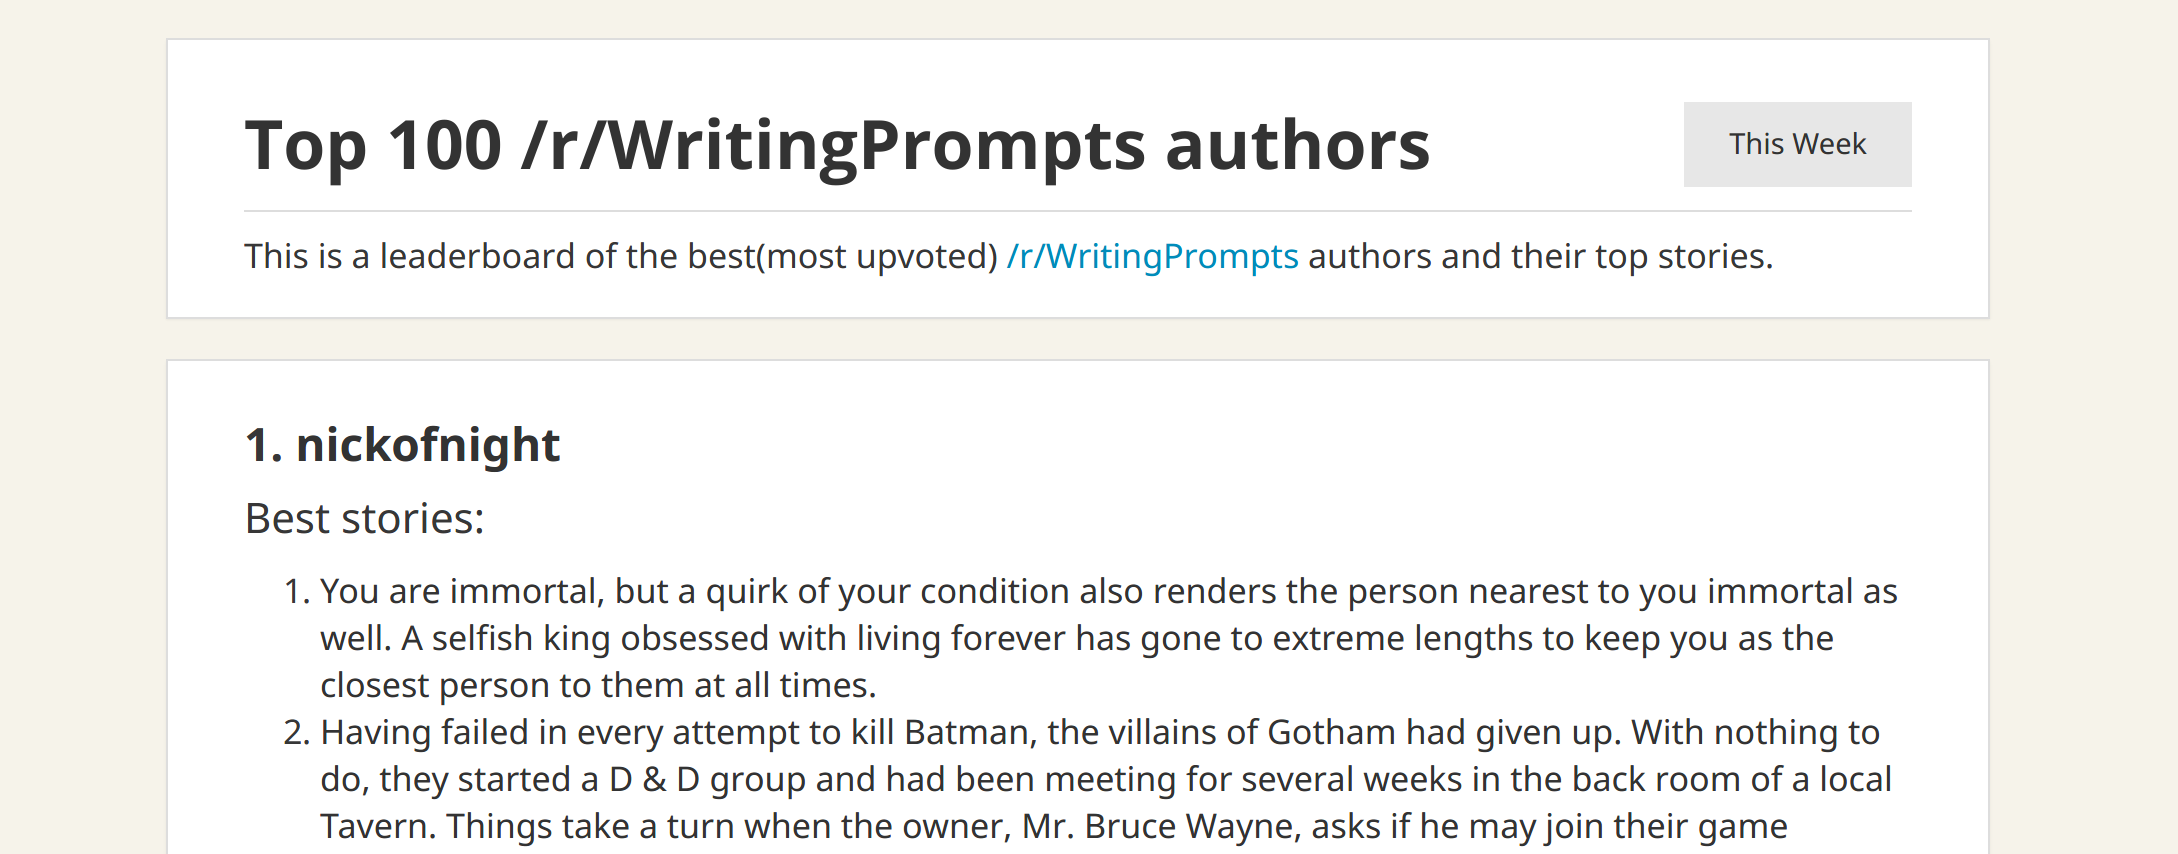 Top 100 /r/WritingPrompts authors
This Week
This is a leaderboard of the best(most upvoted) /r/WritingPrompts authors and their top stories.
1. nickofnight
Best stories:
1. You are immortal, but a quirk of your condition also renders the person nearest to you immortal as
well. A selfish king obsessed with living forever has gone to extreme lengths to keep you as the
closest person to them at all times.
2. Having failed in every attempt to kill Batman, the villains of Gotham had given up. With nothing to
do, they started a D & D group and had been meeting for several weeks in the back room of a local
Tavern. Things take a turn when the owner, Mr. Bruce Wayne, asks if he may join their game